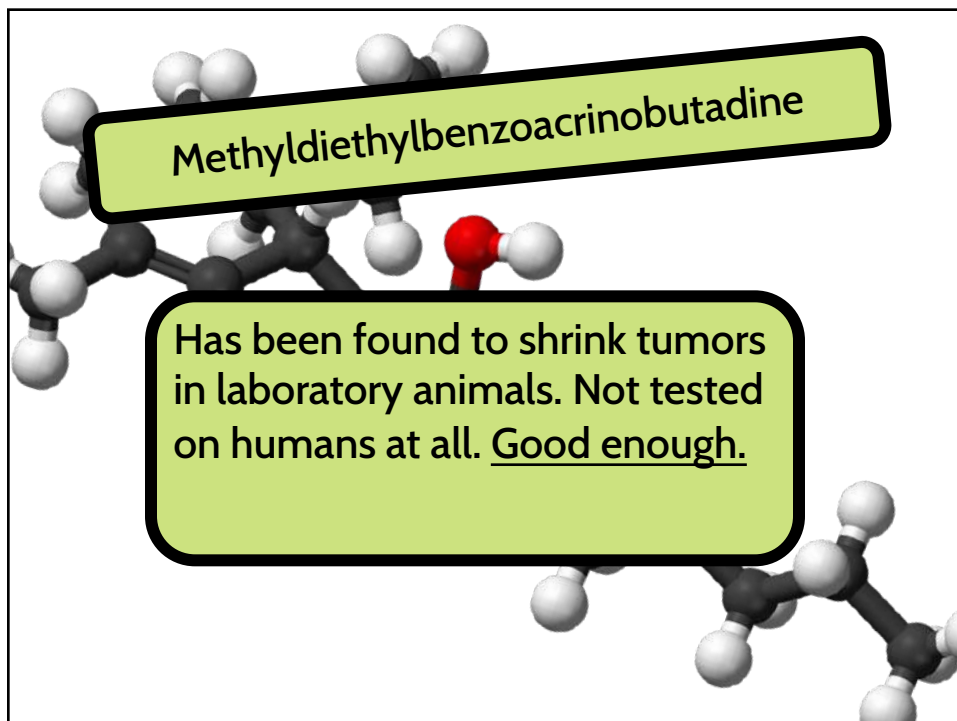 Methyldiethylbenzoacrinobutadine
Has been found to shrink tumors
in laboratory animals. Not tested
on humans at all. Good enough.